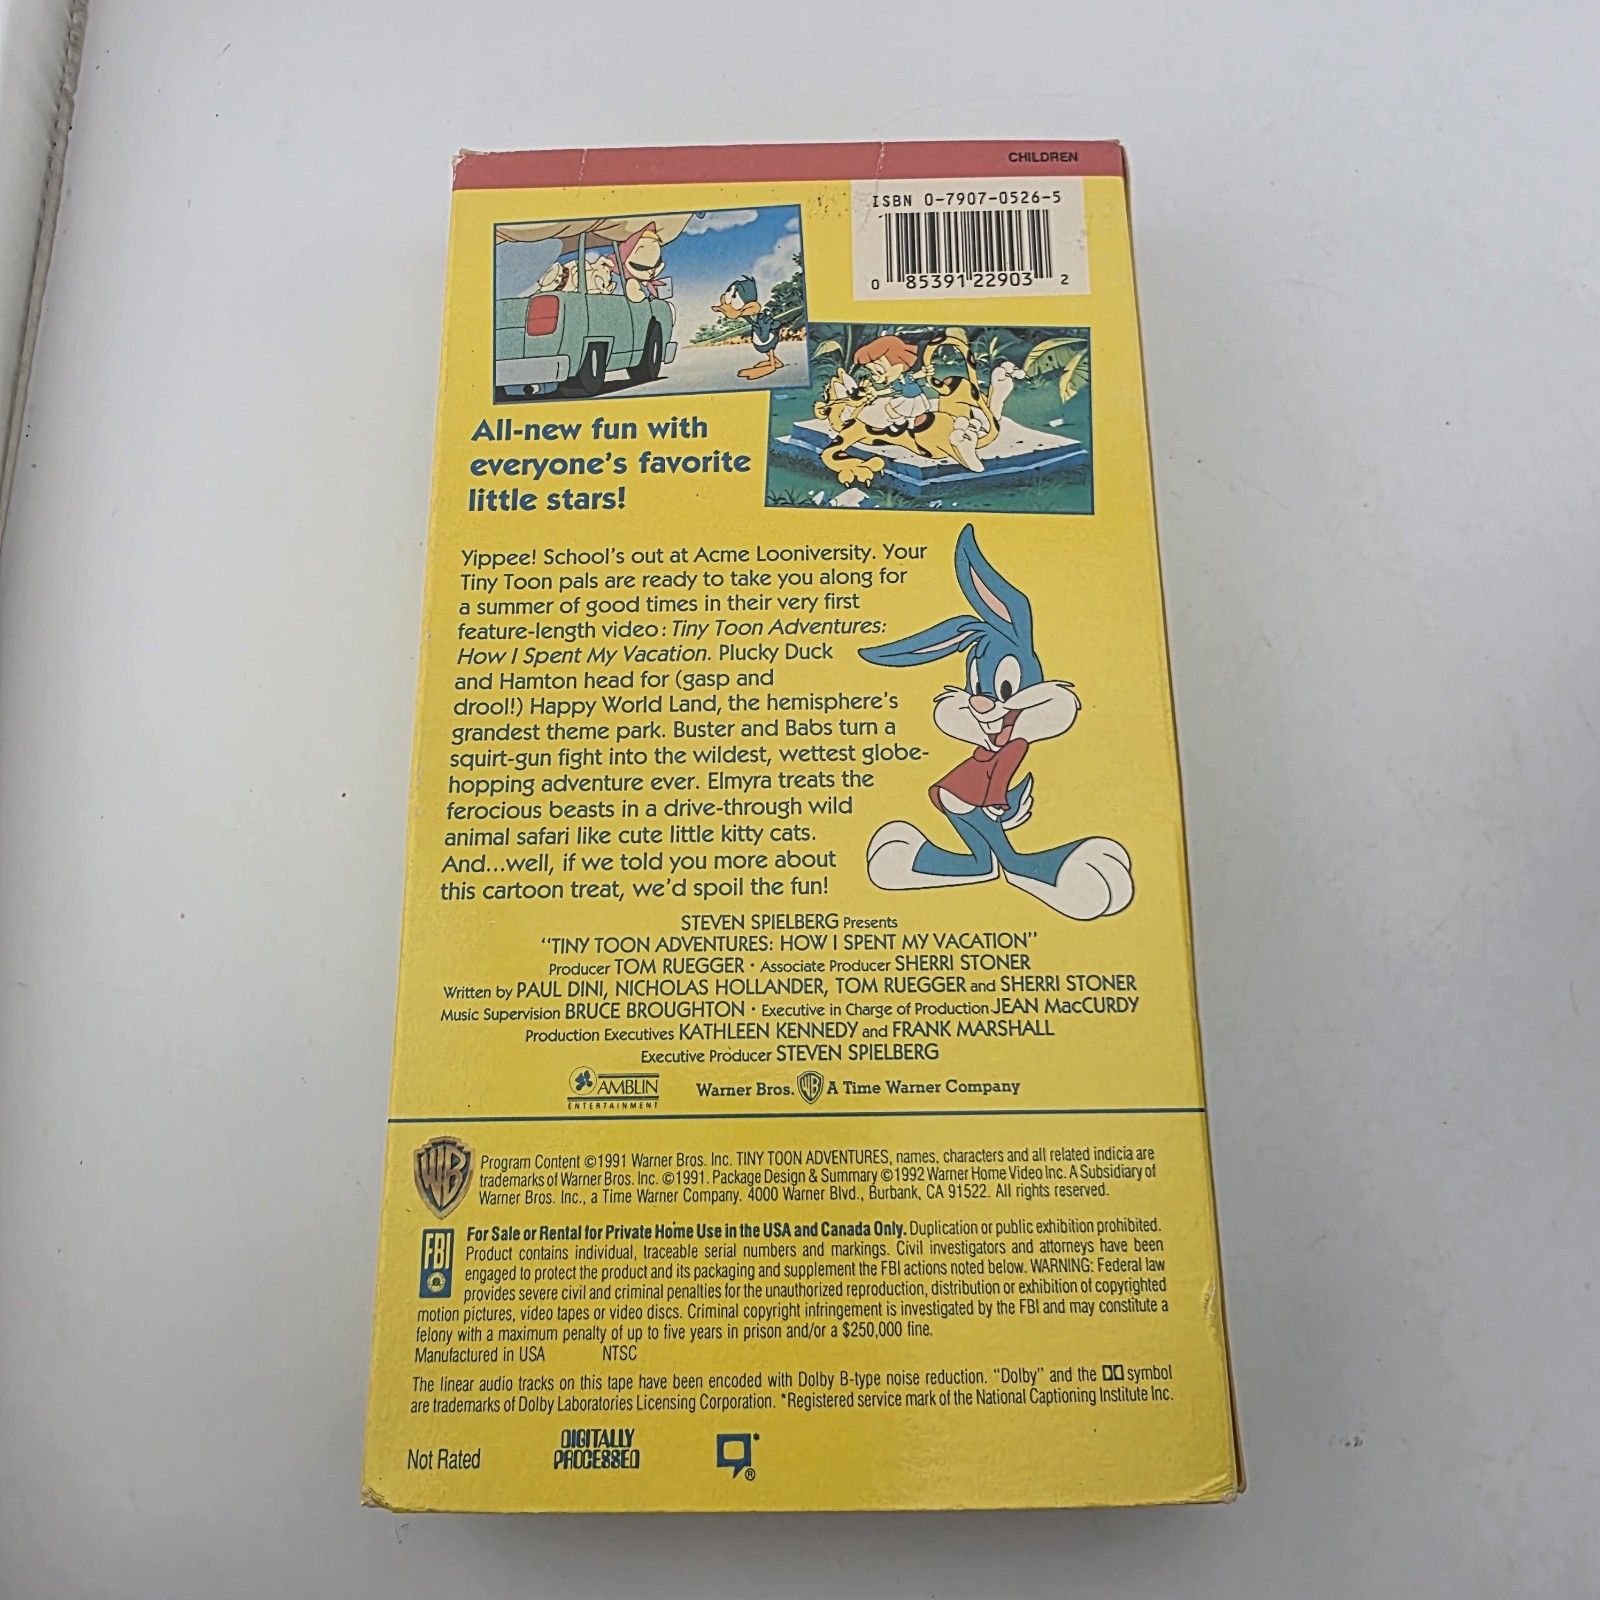 CHILDREN
ISBN 0-7907-0526-5
0 85391 22903 2
All-new fun with
everyone's favorite
little stars!
Yippee! School's out at Acme Looniversity. Your
Tiny Toon pals are ready to take you along for
a summer of good times in their very first
feature-length video: Tiny Toon Adventures:
How I Spent My Vacation. Plucky Duck
and Hamton head for (gasp and
drool!) Happy World Land, the hemisphere's
grandest theme park. Buster and Babs turn a
squirt-gun fight into the wildest, wettest globe-
hopping adventure ever. Elmyra treats the
ferocious beasts in a drive-through wild
animal safari like cute little kitty cats.
And...well, if we told you more about
this cartoon treat, we'd spoil the fun!
STEVEN SPIELBERG Presents
"TINY TOON ADVENTURES: HOW I SPENT MY VACATION"
Producer TOM RUEGGER · Associate Producer SHERRI STONER
Written by PAUL DINI, NICHOLAS HOLLANDER, TOM RUEGGER and SHERRI STONER
Music Supervision BRUCE BROUGHTON · Executive in Charge of Production JEAN MacCURDY
Production Executives KATHLEEN KENNEDY and FRANK MARSHALL
Executive Producer STEVEN SPIELBERG
AMBLIN
ENTERTAINMENT
Warner Bros. WB A Time Warner Company
WB
Program Content ©1991 Warner Bros. Inc. TINY TOON ADVENTURES, names, characters and all related indicia are
trademarks of Warner Bros. Inc. ©1991. Package Design & Summary ©1992 Warner Home Video Inc. A Subsidiary of
Warner Bros. Inc., a Time Warner Company. 4000 Warner Blvd., Burbank, CA 91522. All rights reserved.
FBI
For Sale or Rental for Private Home Use in the USA and Canada Only. Duplication or public exhibition prohibited.
Product contains individual, traceable serial numbers and markings. Civil investigators and attorneys have been
engaged to protect the product and its packaging and supplement the FBI actions noted below. WARNING: Federal law
provides severe civil and criminal penalties for the unauthorized reproduction, distribution or exhibition of copyrighted
motion pictures, video tapes or video discs. Criminal copyright infringement is investigated by the FBI and may constitute a
felony with a maximum penalty of up to five years in prison and/or a $250,000 fine.
Manufactured in USA NTSC
The linear audio tracks on this tape have been encoded with Dolby B-type noise reduction. "Dolby" and the symbol
are trademarks of Dolby Laboratories Licensing Corporation. *Registered service mark of the National Captioning Institute Inc.
Not Rated
DIGITALLY
PROCESSED
*
®